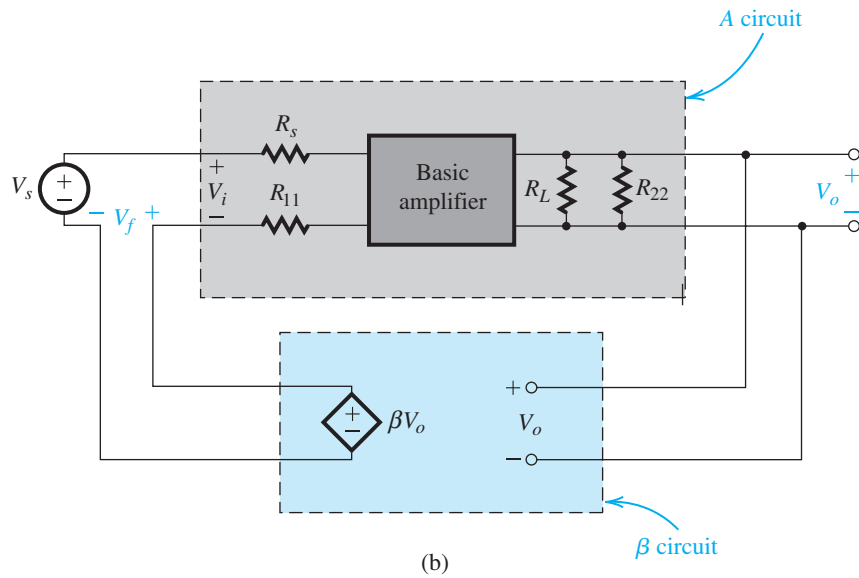 A circuit
R_s
Basic
amplifier
+
V_i
−
R_11
R_L
R_22
V_s
+
−
− V_f +
+
V_o
−
+
−
βV_o
+
V_o
−
β circuit
(b)